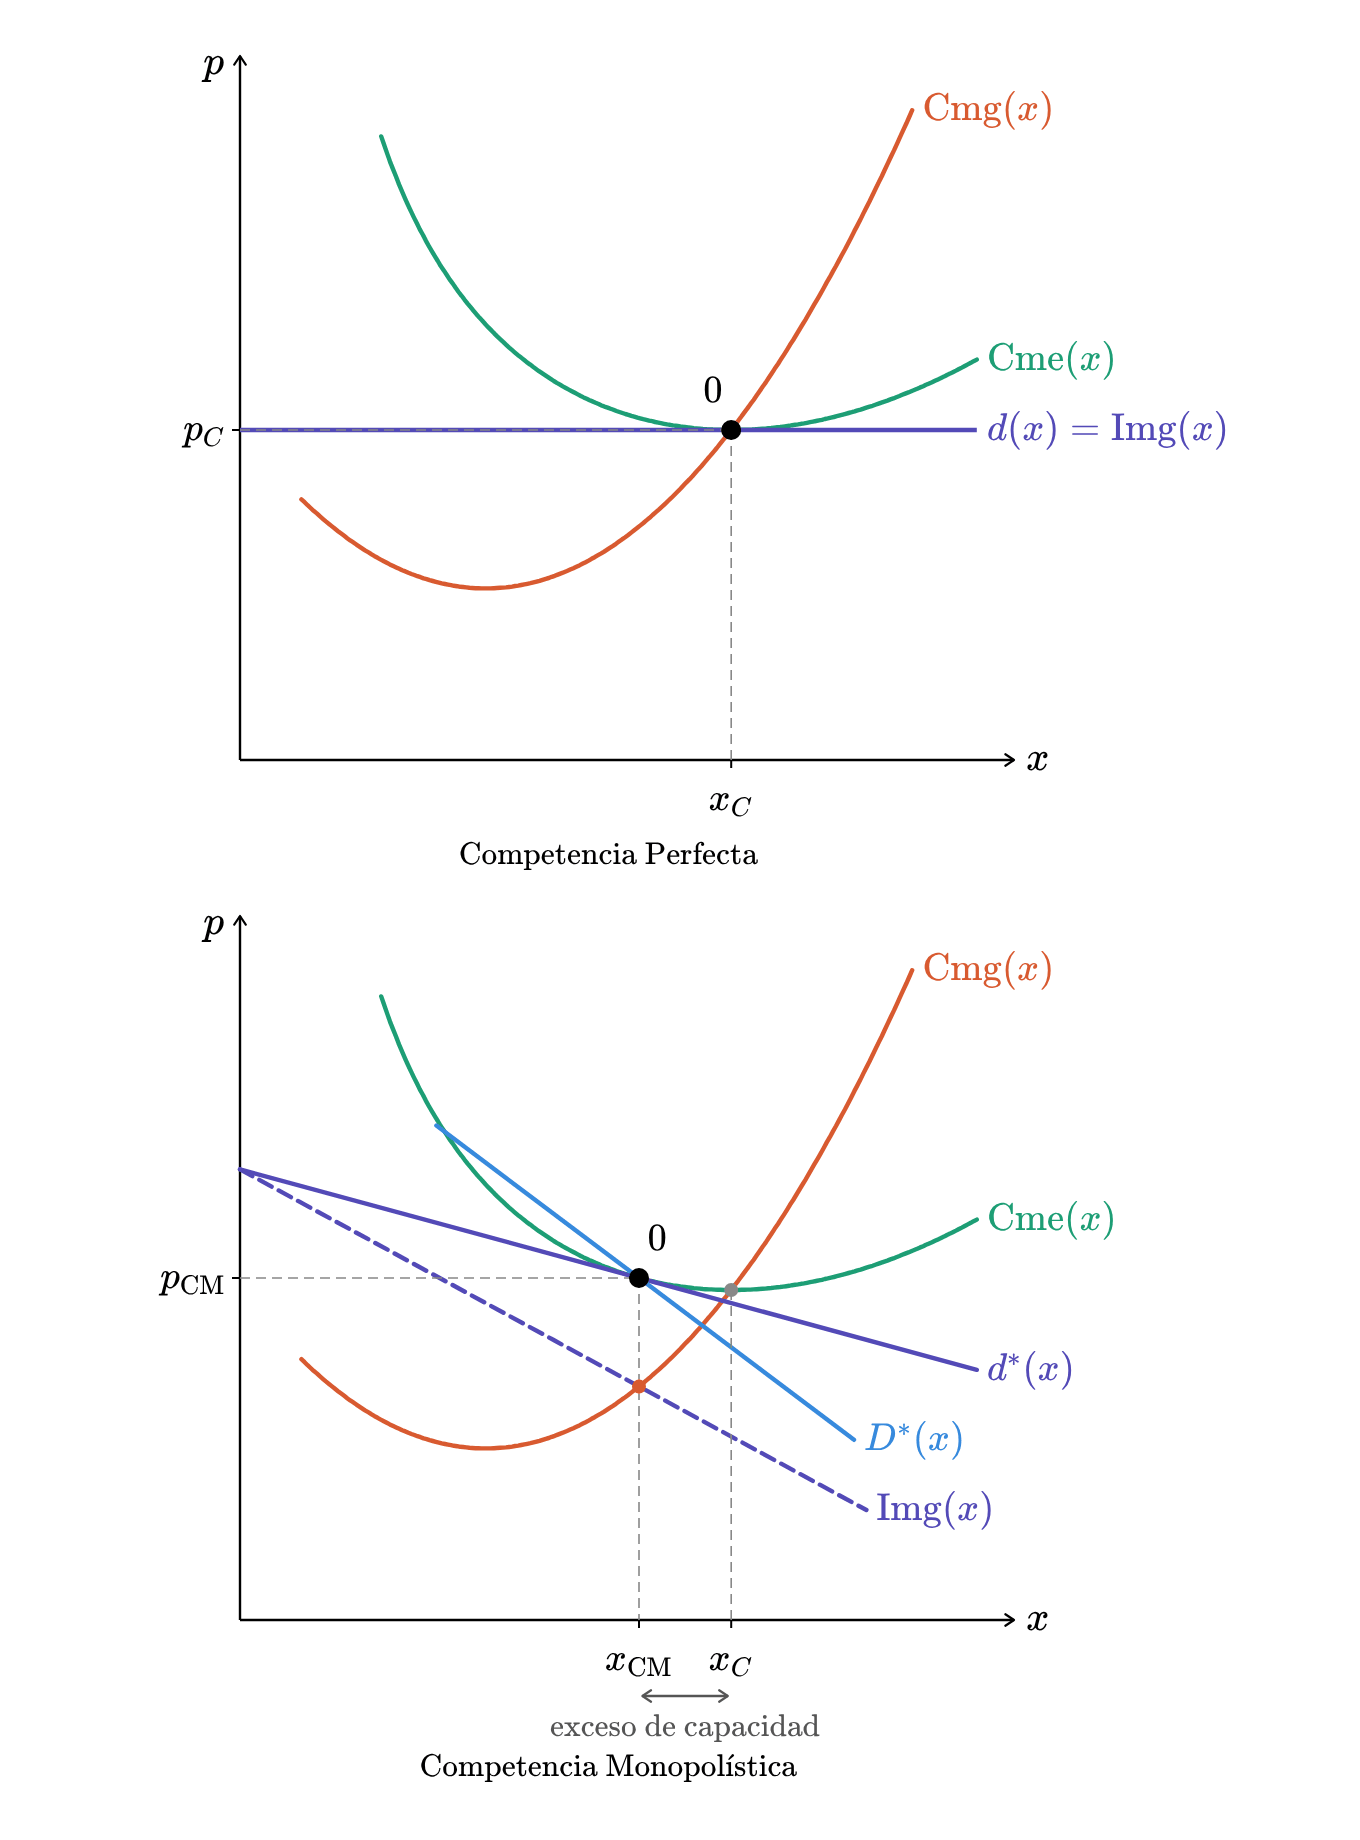 p
Cmg(x)
Cme(x)
0
p_C
d(x) = Img(x)
x
x_C
Competencia Perfecta
p
Cmg(x)
Cme(x)
0
p_CM
d*(x)
D*(x)
Img(x)
x
x_CM x_C
exceso de capacidad
Competencia Monopolística